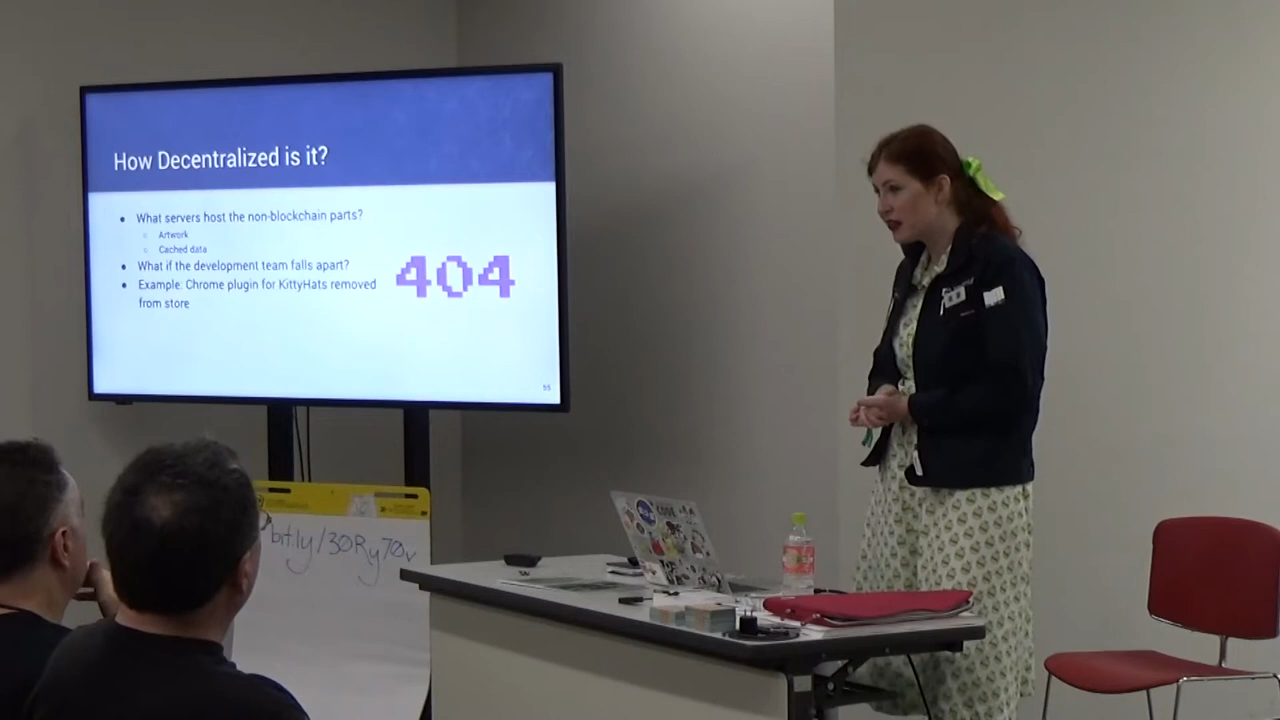 How Decentralized is it?
What servers host the non-blockchain parts?
Artwork
Cached data
What if the development team falls apart?
Example: Chrome plugin for KittyHats removed
from store
404
55
bit.ly/30Ry70v
CODE